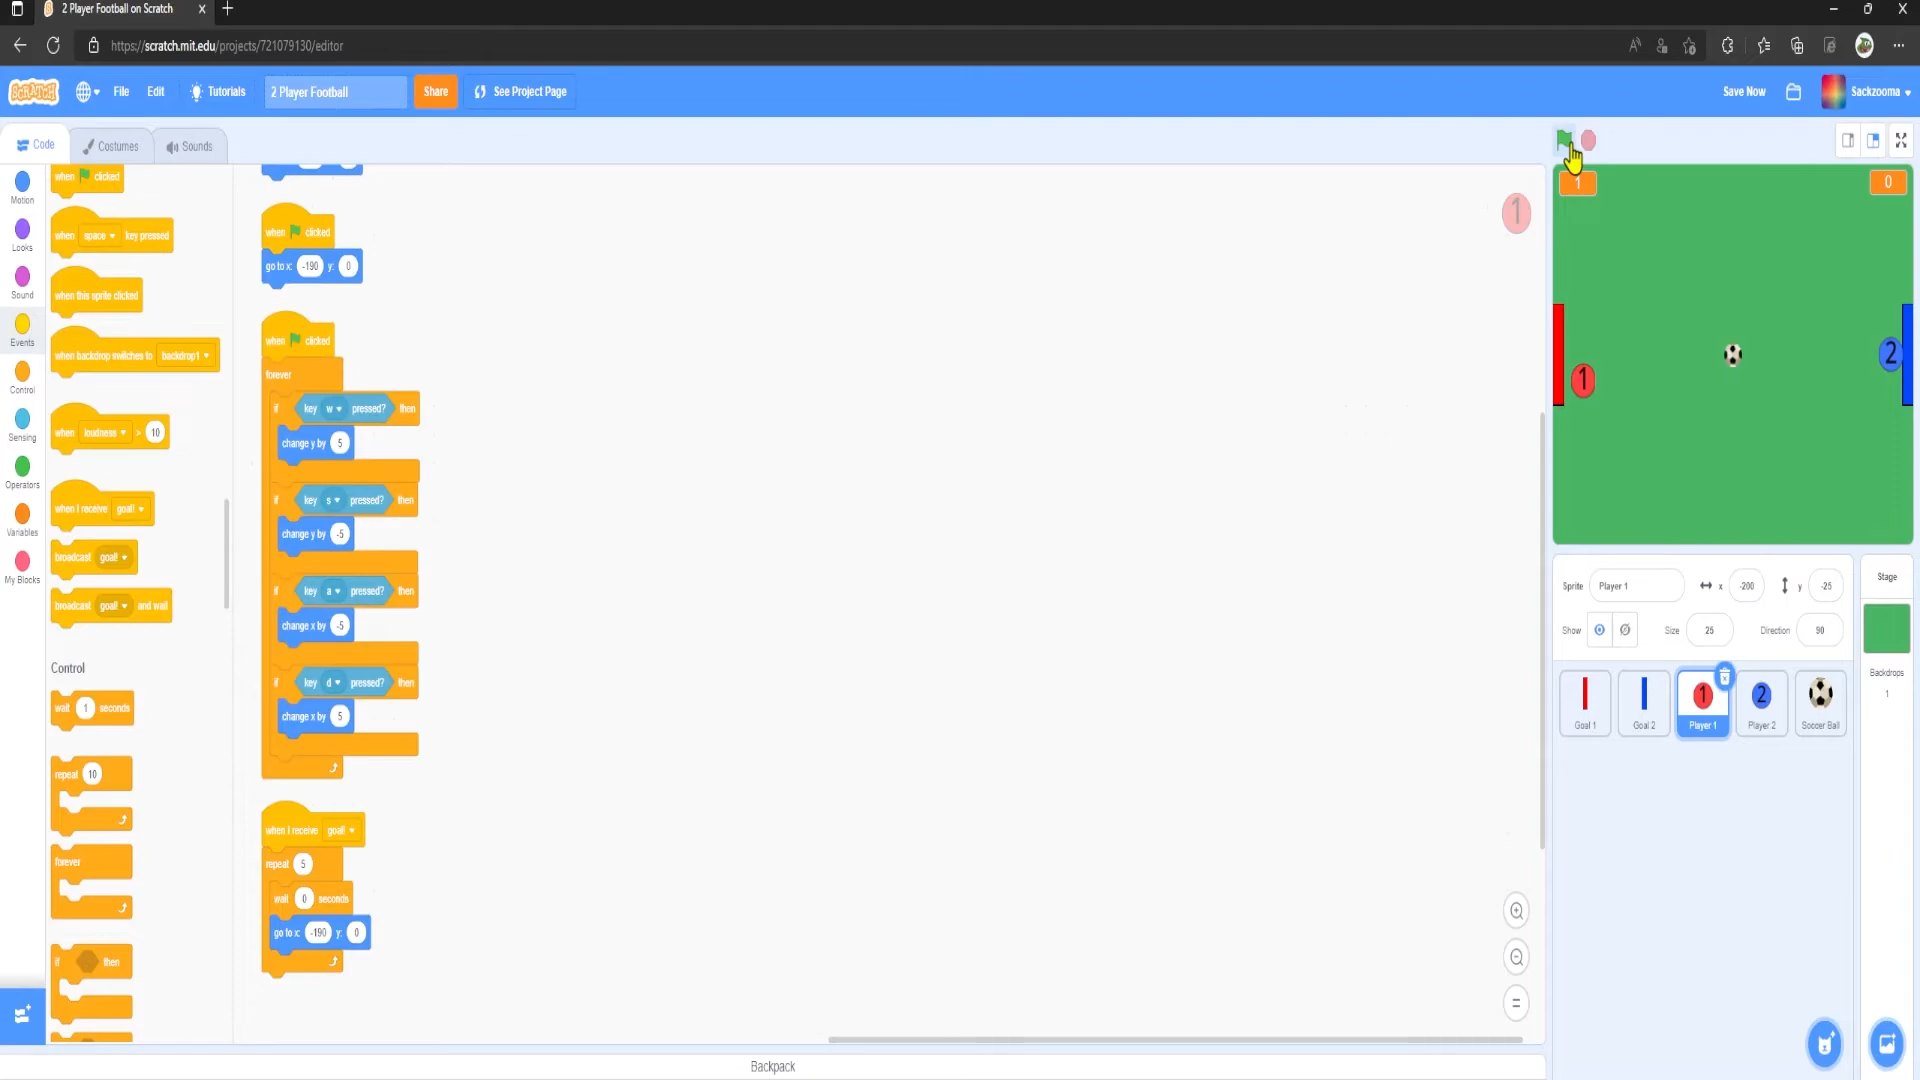 2 Player Football on Scratch
https://scratch.mit.edu/projects/721079130/editor
SCRATCH
File
Edit
Tutorials
2 Player Football
Share
See Project Page
Save Now
Sackzooma
Code
Costumes
Sounds
Motion
Looks
Sound
Events
Control
Sensing
Operators
Variables
My Blocks
when clicked
when space key pressed
when this sprite clicked
when backdrop switches to backdrop1
when loudness > 10
when I receive goal!
broadcast goal!
broadcast goal! and wait
Control
wait 1 seconds
repeat 10
forever
if then
when clicked
go to x: -190 y: 0
when clicked
forever
if key w pressed? then
change y by 5
if key s pressed? then
change y by -5
if key a pressed? then
change x by -5
if key d pressed? then
change x by 5
when I receive goal!
repeat 5
wait 0 seconds
go to x: -190 y: 0
1
1
0
1
2
Sprite Player 1 x -200 y -25
Show Size 25 Direction 90
1
2
Goal 1
Goal 2
Player 1
Player 2
Soccer Ball
Stage
Backdrops
1
Backpack